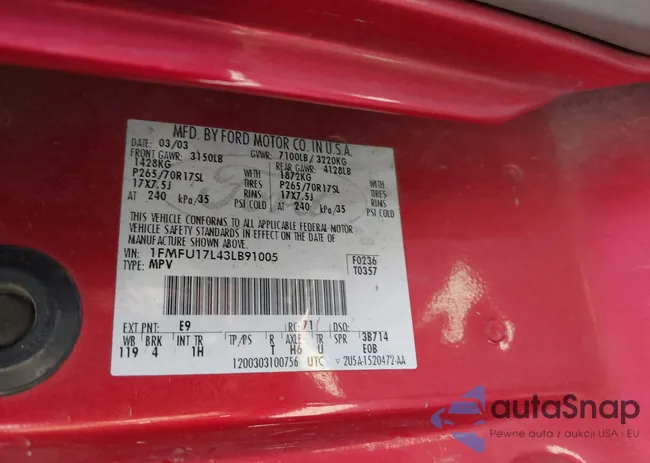 MFD. BY FORD MOTOR CO. IN U.S.A.
DATE: 03/03 GVWR: 7100LB/ 3220KG
FRONT GAWR: 3150LB REAR GAWR: 4128LB
1428KG WITH 1872KG WITH
P265/70R17SL TIRES P265/70R17SL TIRES
17X7.5J RIMS 17X7.5J RIMS
AT 240 kPa/35 PSI COLD AT 240 kPa/35 PSI COLD
THIS VEHICLE CONFORMS TO ALL APPLICABLE FEDERAL MOTOR
VEHICLE SAFETY STANDARDS IN EFFECT ON THE DATE OF
MANUFACTURE SHOWN ABOVE.
VIN: 1FMFU17L43LB91005 F0236
TYPE: MPV T0357
EXT PNT: E9 RC: 71 DSO:
WB BRK INT TR TP/PS R AXLE TR SPR 3B714
119 4 1H T H6 U EOB
1200303100756 UTC ▽ 2U5A-1520472-AA
autaSnap
Pewne auta z aukcji USA i EU